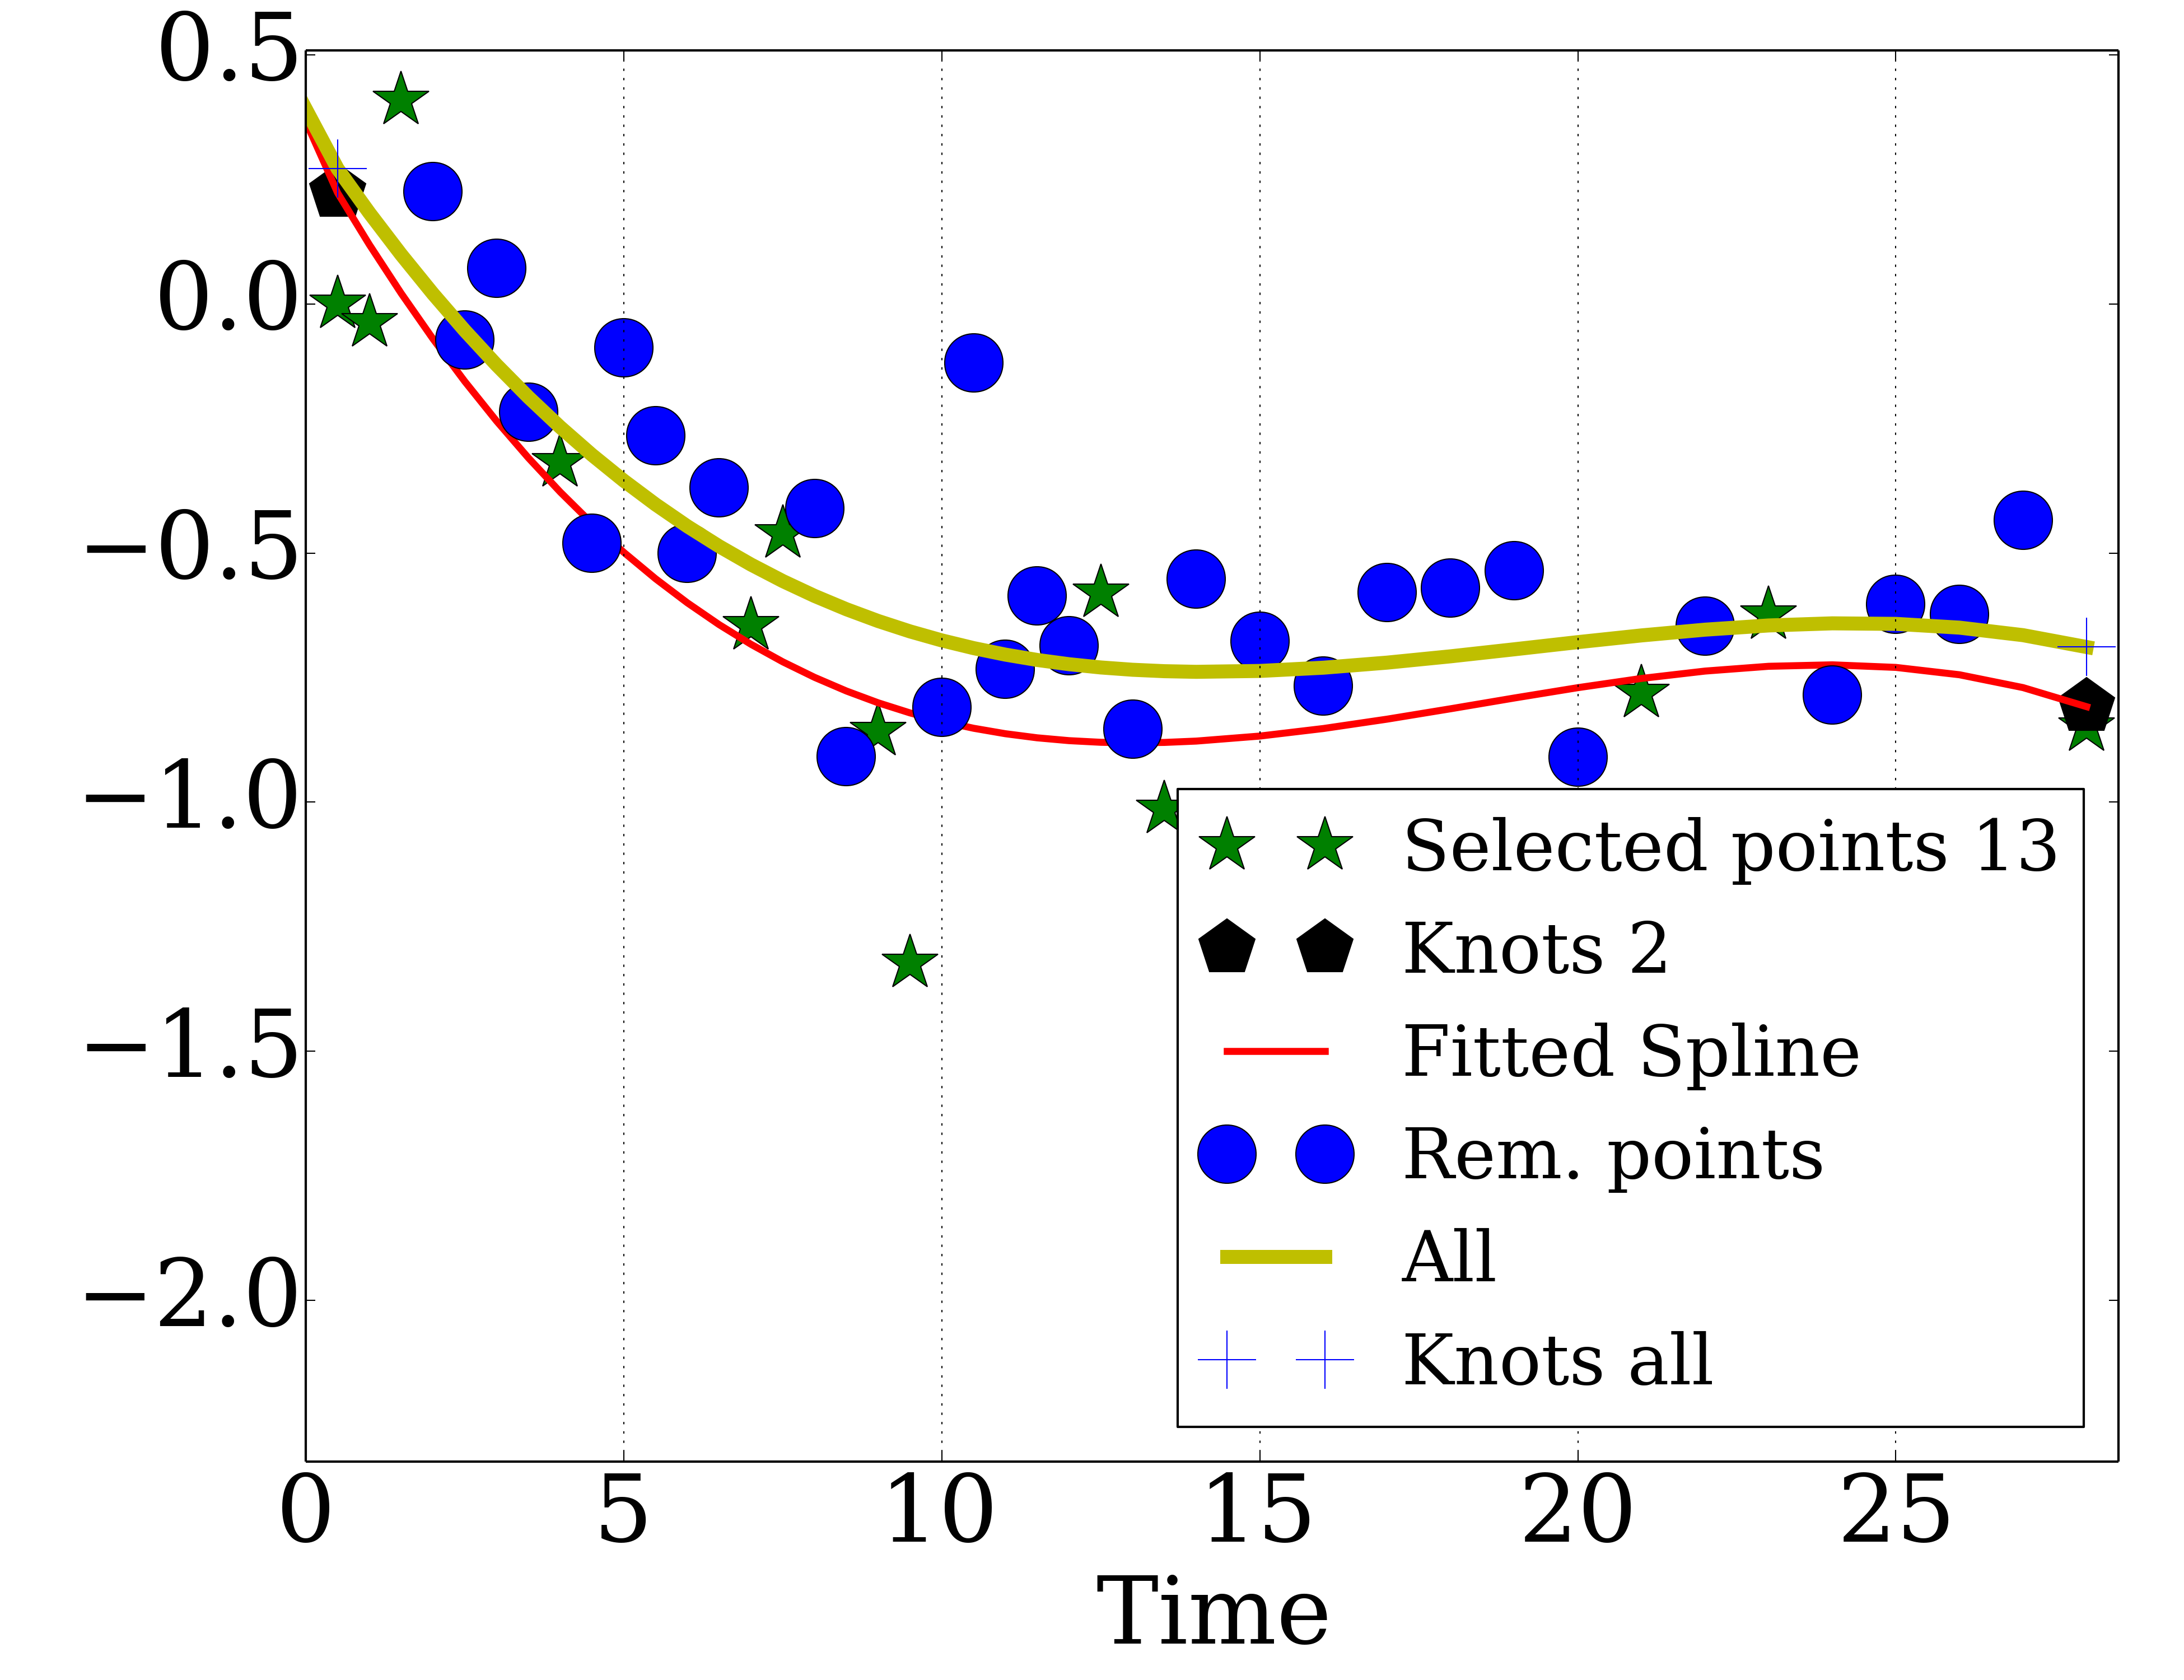 0.5
0.0
−0.5
−1.0
−1.5
−2.0
Selected points 13
Knots 2
Fitted Spline
Rem. points
All
Knots all
0 5 10 15 20 25
Time